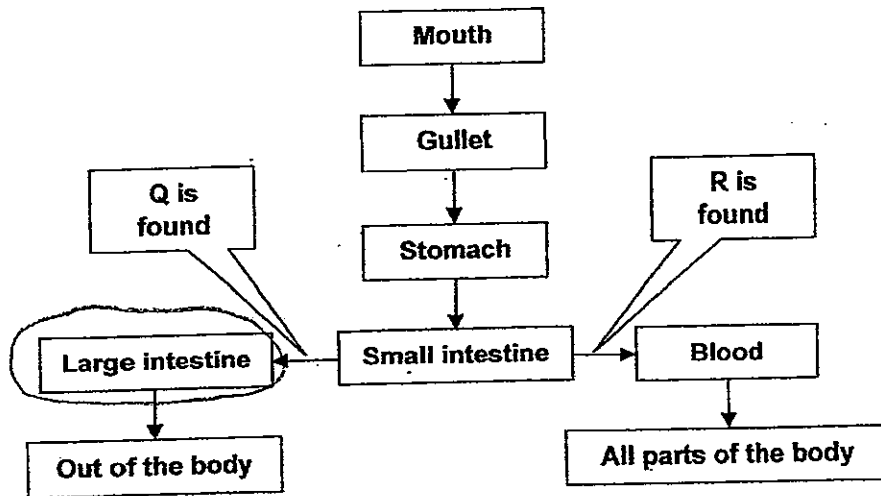 Mouth
Gullet
Q is
found
R is
found
Stomach
Large intestine
Small intestine
Blood
Out of the body
All parts of the body